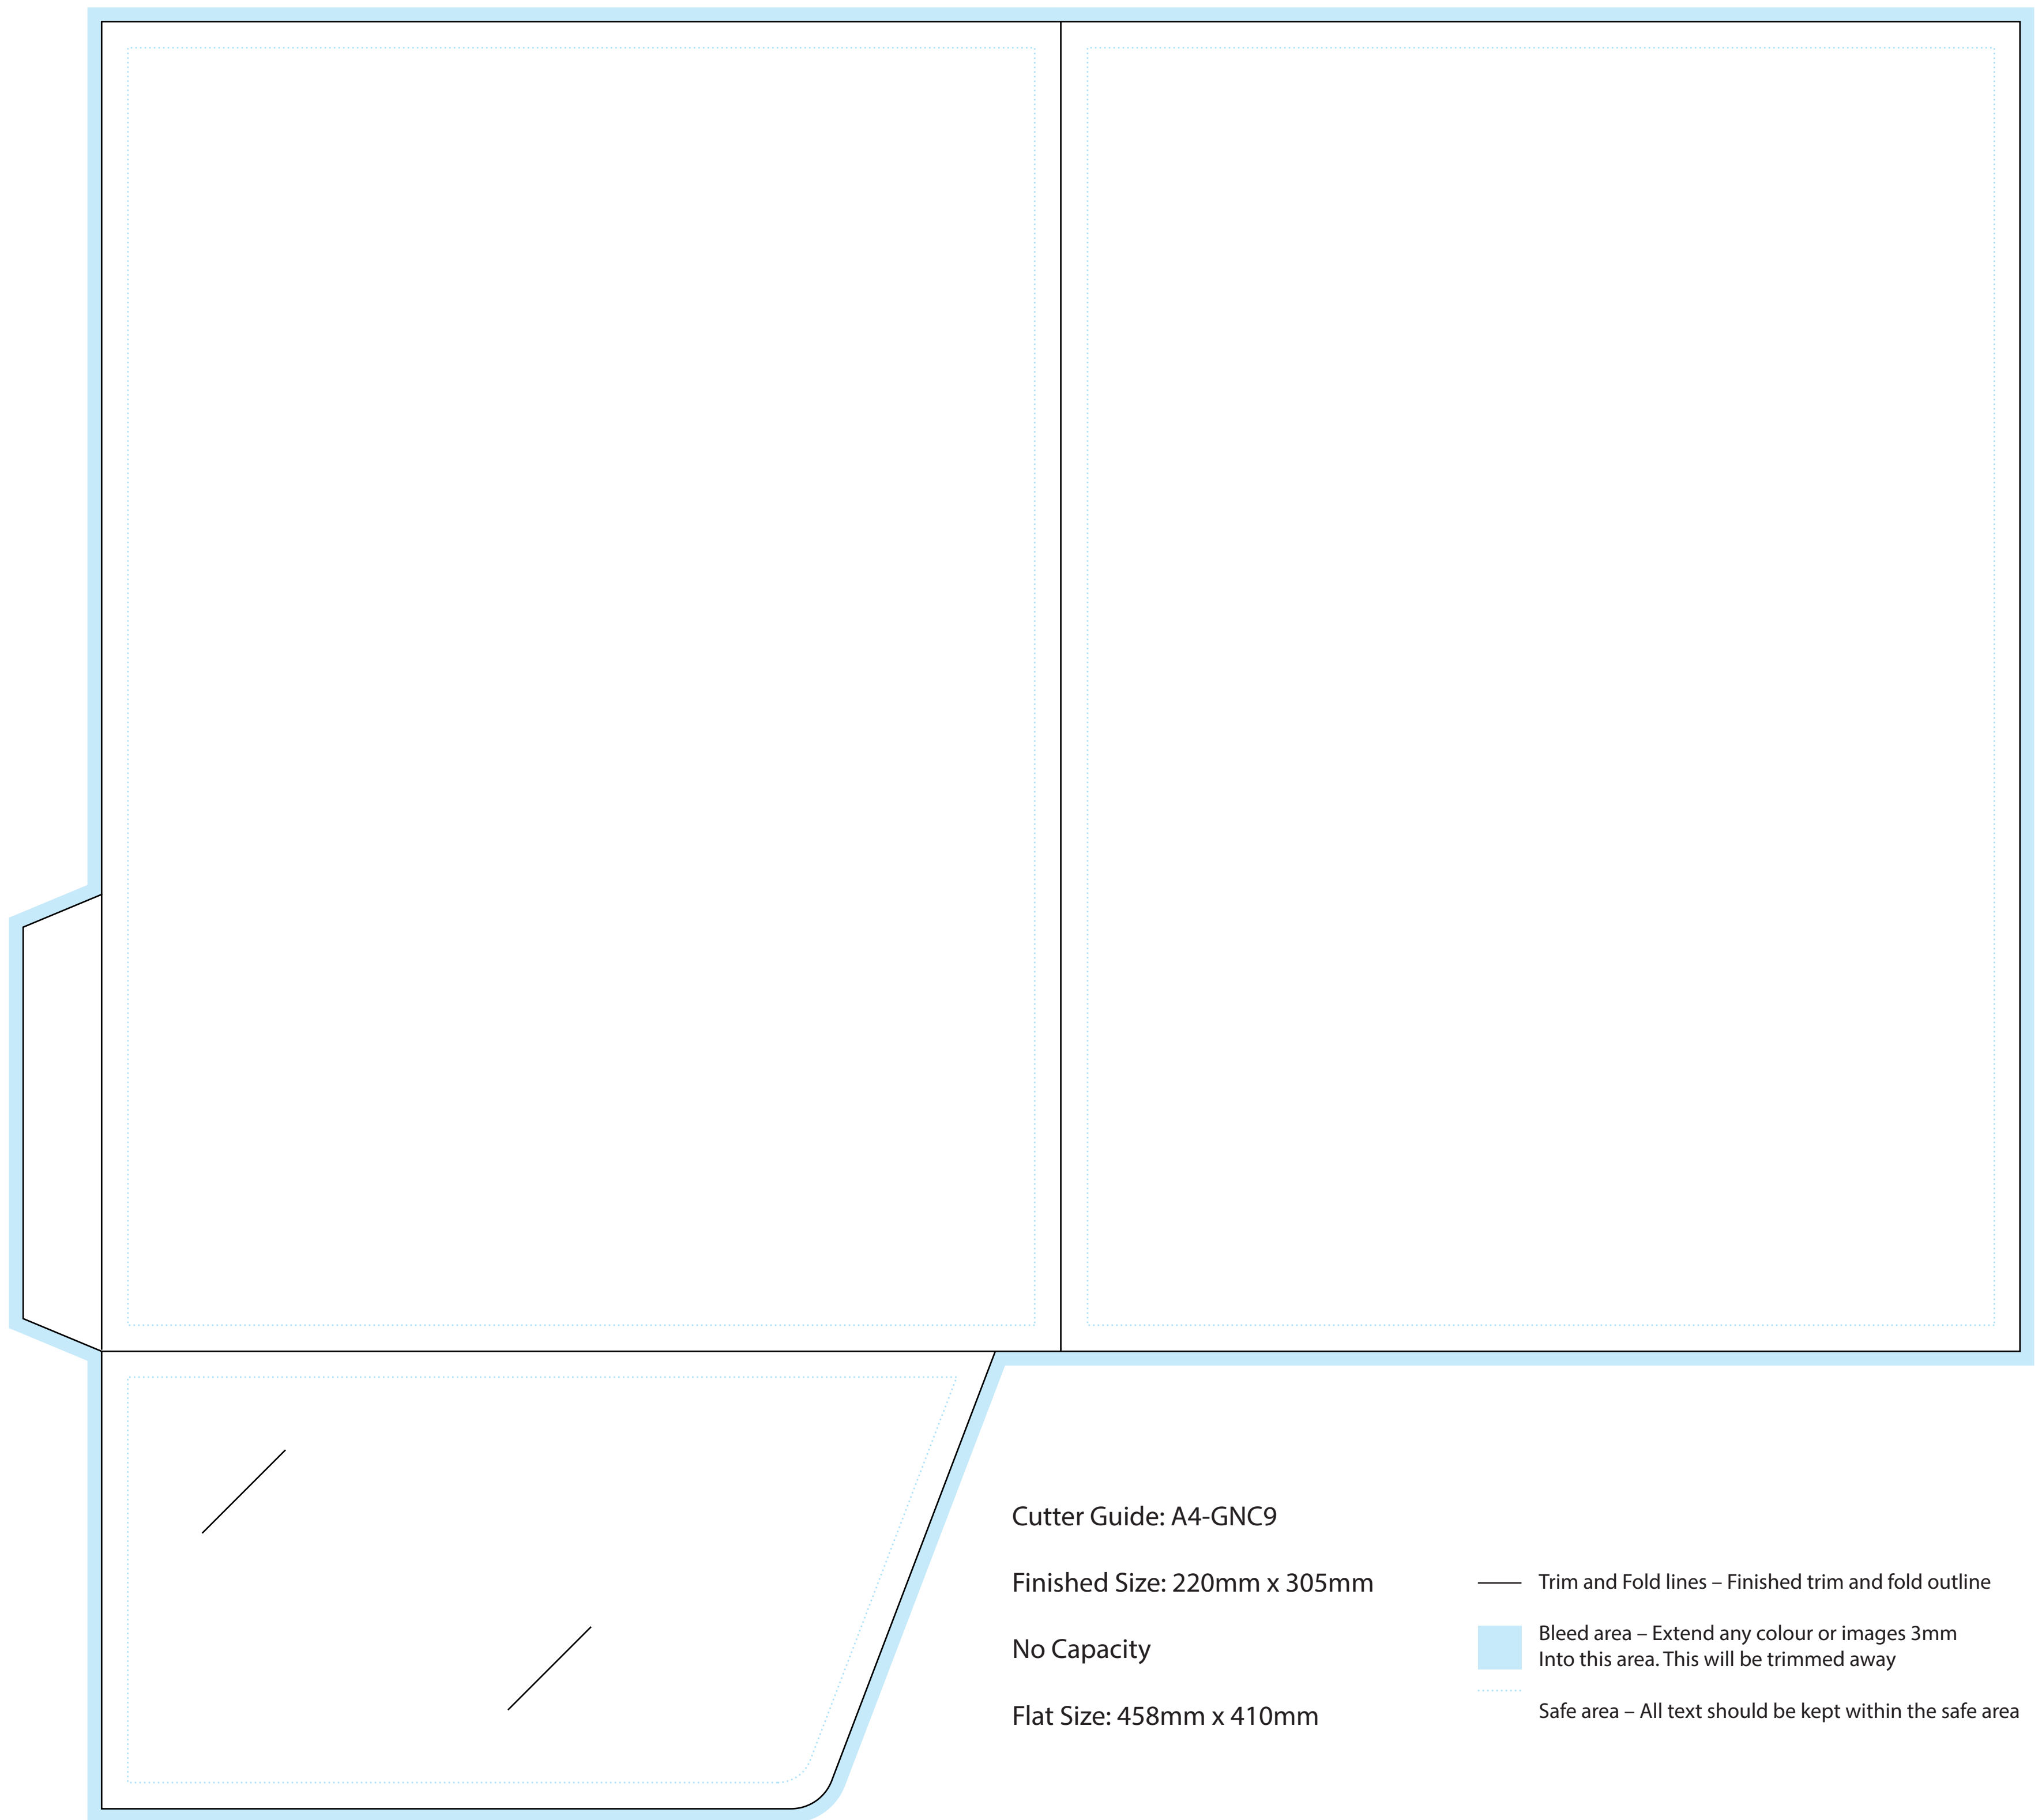 Cutter Guide: A4-GNC9
Finished Size: 220mm x 305mm
No Capacity
Flat Size: 458mm x 410mm
Trim and Fold lines – Finished trim and fold outline
Bleed area – Extend any colour or images 3mm
Into this area. This will be trimmed away
Safe area – All text should be kept within the safe area